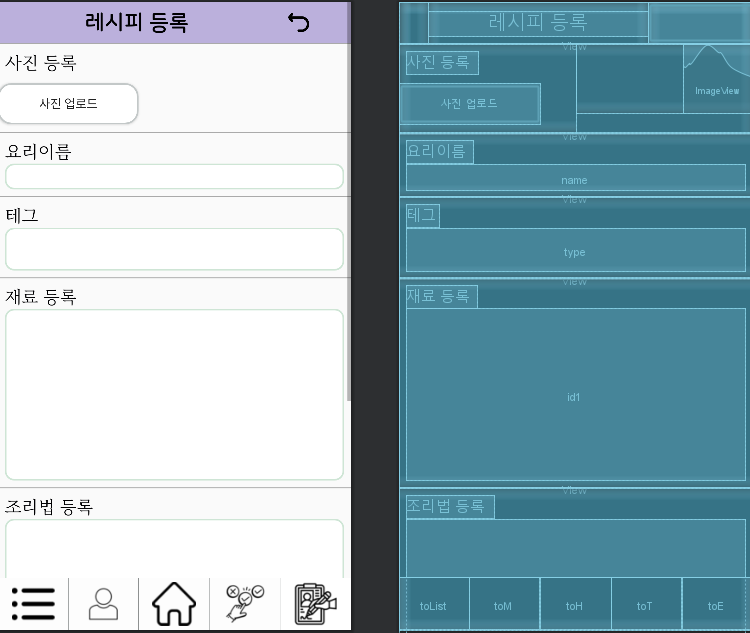 레시피 등록
사진 등록
사진 업로드
요리이름
테그
재료 등록
조리법 등록
레시피 등록
View
사진 등록
ImageView
사진 업로드
View
요리이름
name
View
테그
type
View
재료 등록
id1
View
조리법 등록
toList
toM
toH
toT
toE